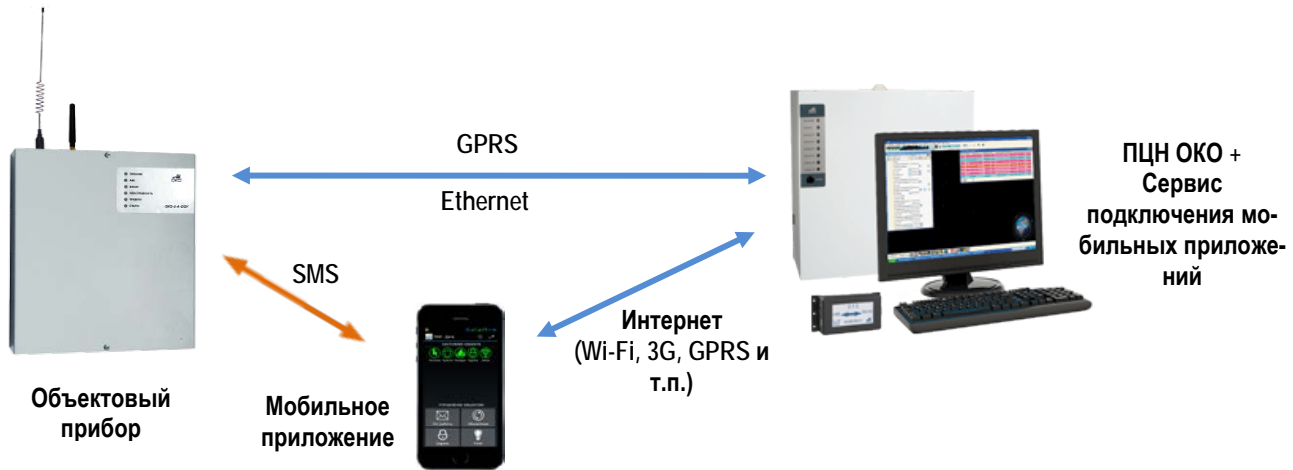 GPRS
Ethernet
SMS
ПЦН ОКО +
Сервис
подключения мо-
бильных приложе-
ний
Интернет
(Wi-Fi, 3G, GPRS и
т.п.)
Объектовый
прибор
Мобильное
приложение